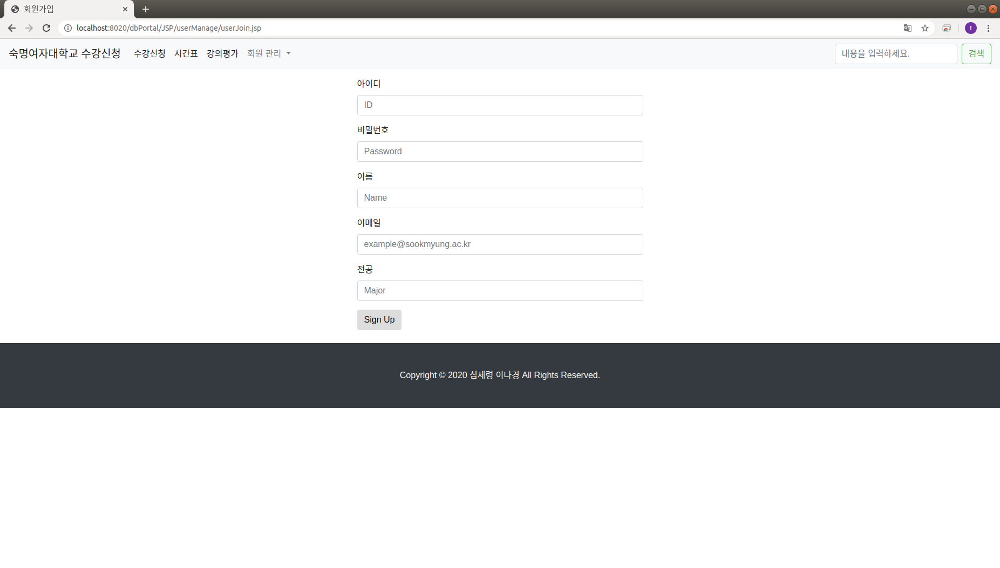 회원가입
localhost:8020/dbPortal/JSP/userManage/userJoin.jsp
t
숙명여자대학교 수강신청 수강신청 시간표 강의평가 회원 관리 내용을 입력하세요. 검색
아이디
ID
비밀번호
Password
이름
Name
이메일
example@sookmyung.ac.kr
전공
Major
Sign Up
Copyright © 2020 심세령 이나경 All Rights Reserved.